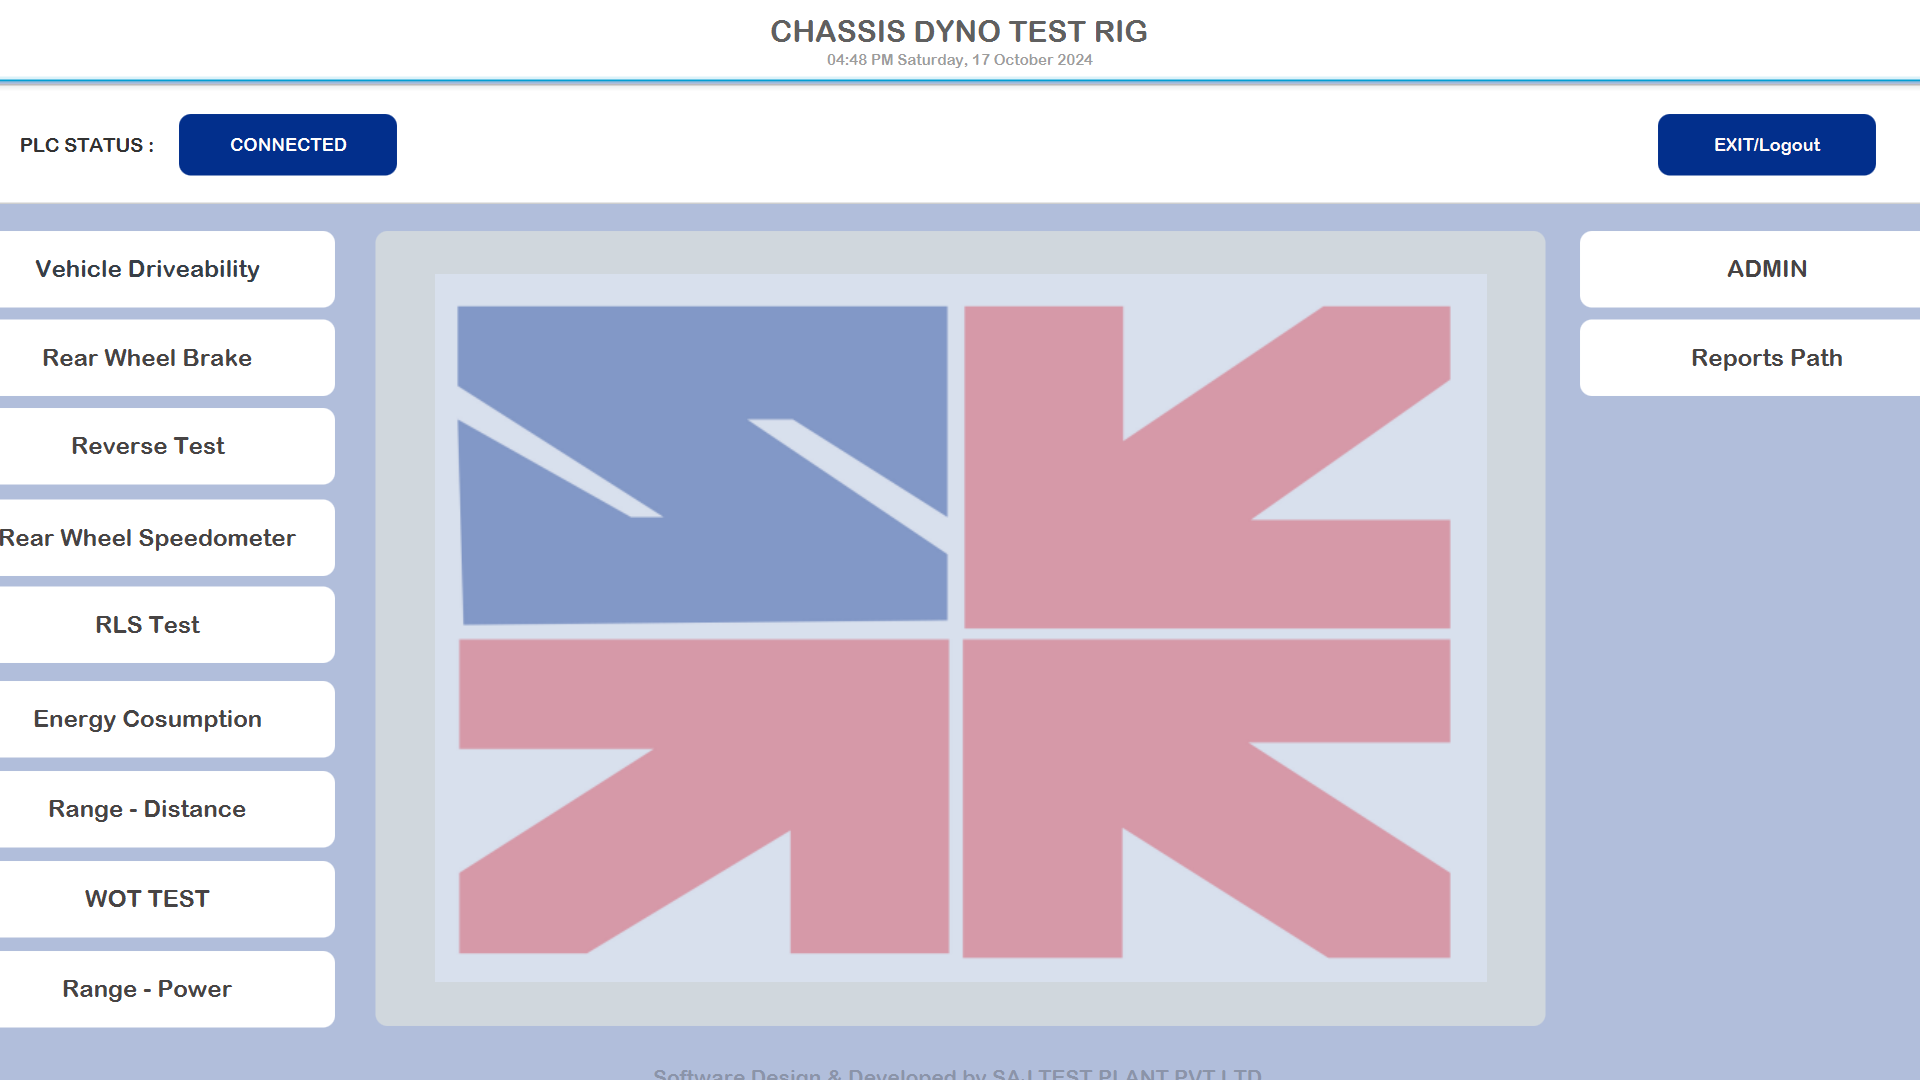 CHASSIS DYNO TEST RIG
04:48 PM Saturday, 17 October 2024
PLC STATUS :
CONNECTED
EXIT/Logout
Vehicle Driveability
Rear Wheel Brake
Reverse Test
Rear Wheel Speedometer
RLS Test
Energy Cosumption
Range - Distance
WOT TEST
Range - Power
ADMIN
Reports Path
Software Design & Developed by SAJ TEST PLANT PVT LTD